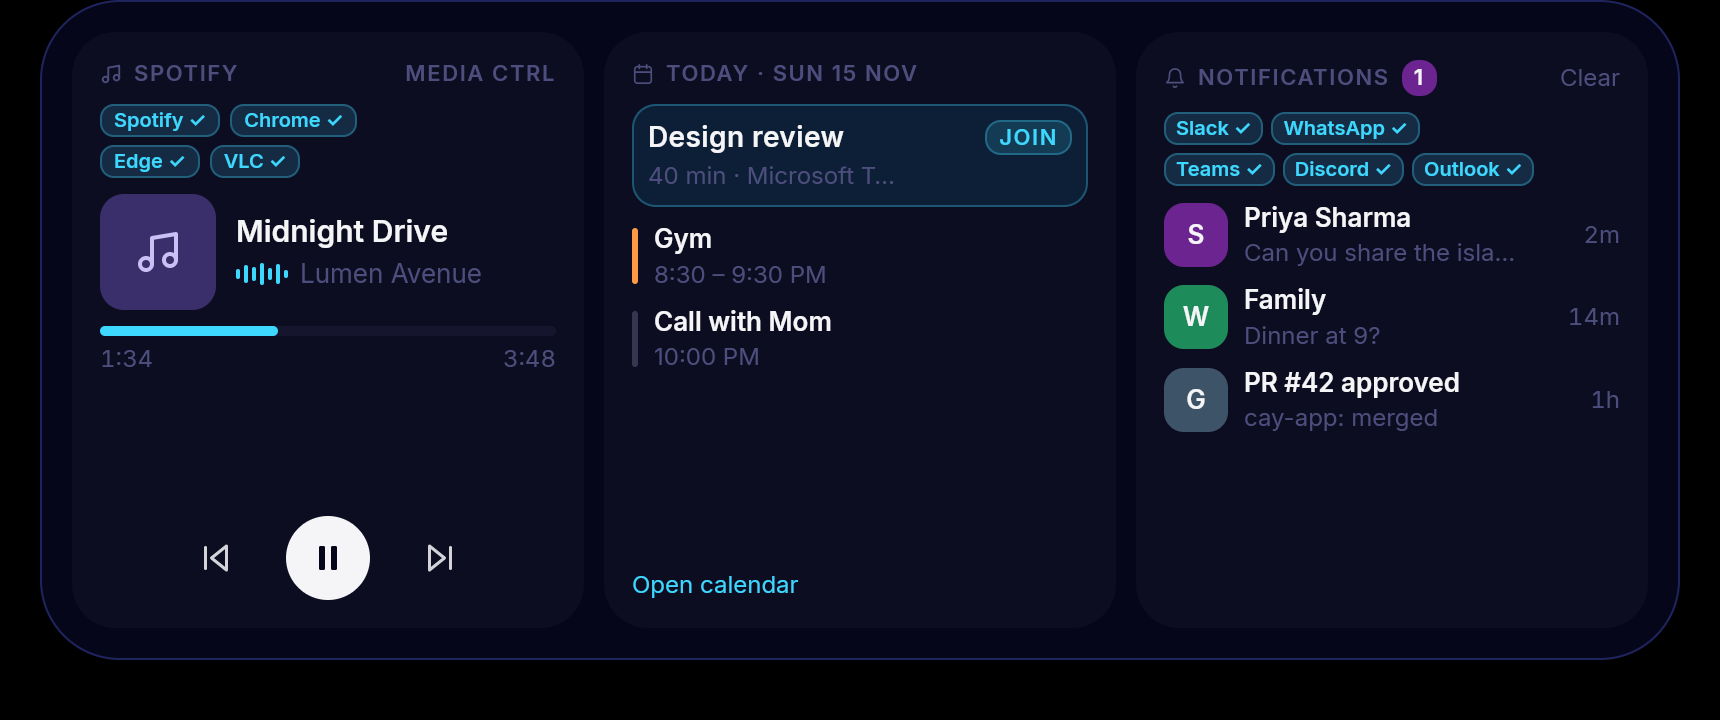 SPOTIFY MEDIA CTRL
Spotify ✓ Chrome ✓
Edge ✓ VLC ✓
Midnight Drive
Lumen Avenue
1:34 3:48
TODAY · SUN 15 NOV
Design review JOIN
40 min · Microsoft T...
Gym
8:30 – 9:30 PM
Call with Mom
10:00 PM
Open calendar
NOTIFICATIONS 1 Clear
Slack ✓ WhatsApp ✓
Teams ✓ Discord ✓ Outlook ✓
S Priya Sharma 2m
Can you share the isla...
W Family 14m
Dinner at 9?
G PR #42 approved 1h
cay-app: merged